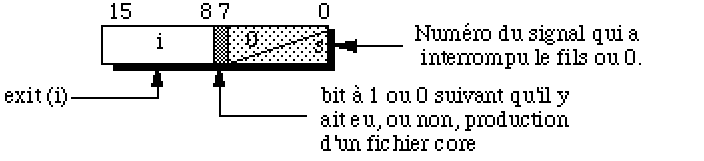 15 8 7 0
i 0 s
Numéro du signal qui a
interrompu le fils ou 0.
exit (i)
bit à 1 ou 0 suivant qu'il y
ait eu, ou non, production
d'un fichier core